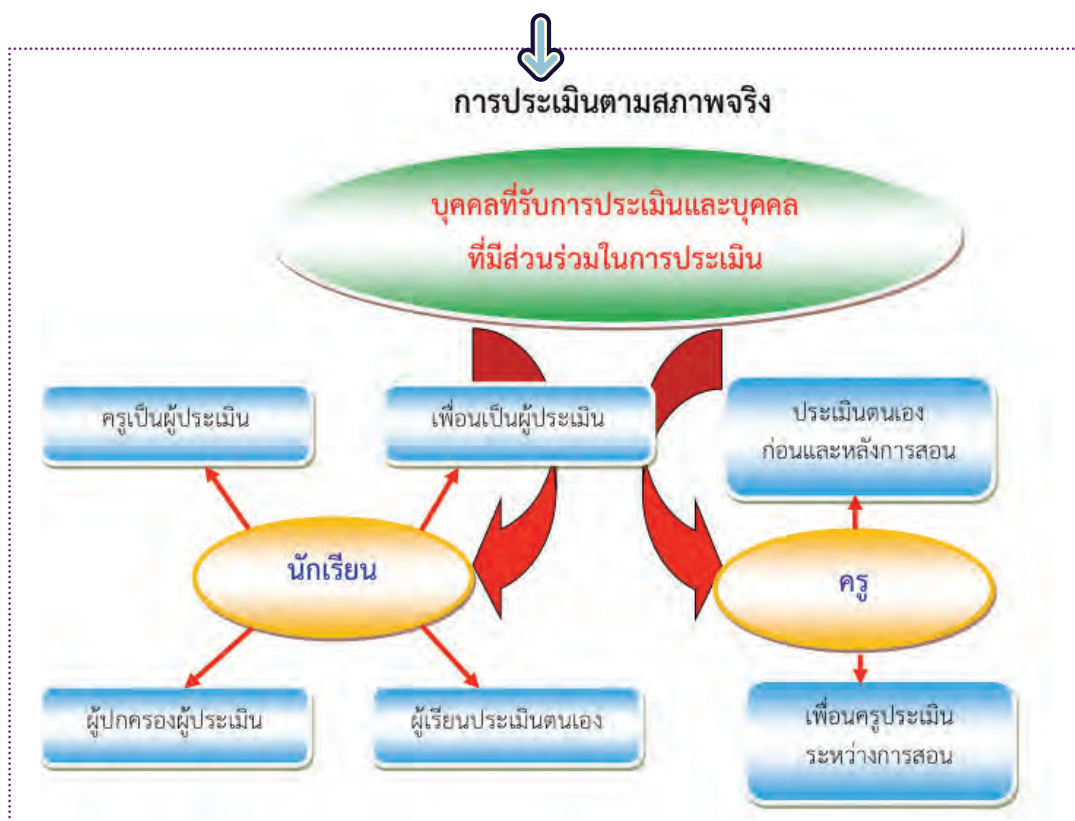 การประเมินตามสภาพจริง
บุคคลที่รับการประเมินและบุคคล
ที่มีส่วนร่วมในการประเมิน
ครูเป็นผู้ประเมิน
เพื่อนเป็นผู้ประเมิน
ประเมินตนเอง
ก่อนและหลังการสอน
นักเรียน
ครู
ผู้ปกครองผู้ประเมิน
ผู้เรียนประเมินตนเอง
เพื่อนครูประเมิน
ระหว่างการสอน